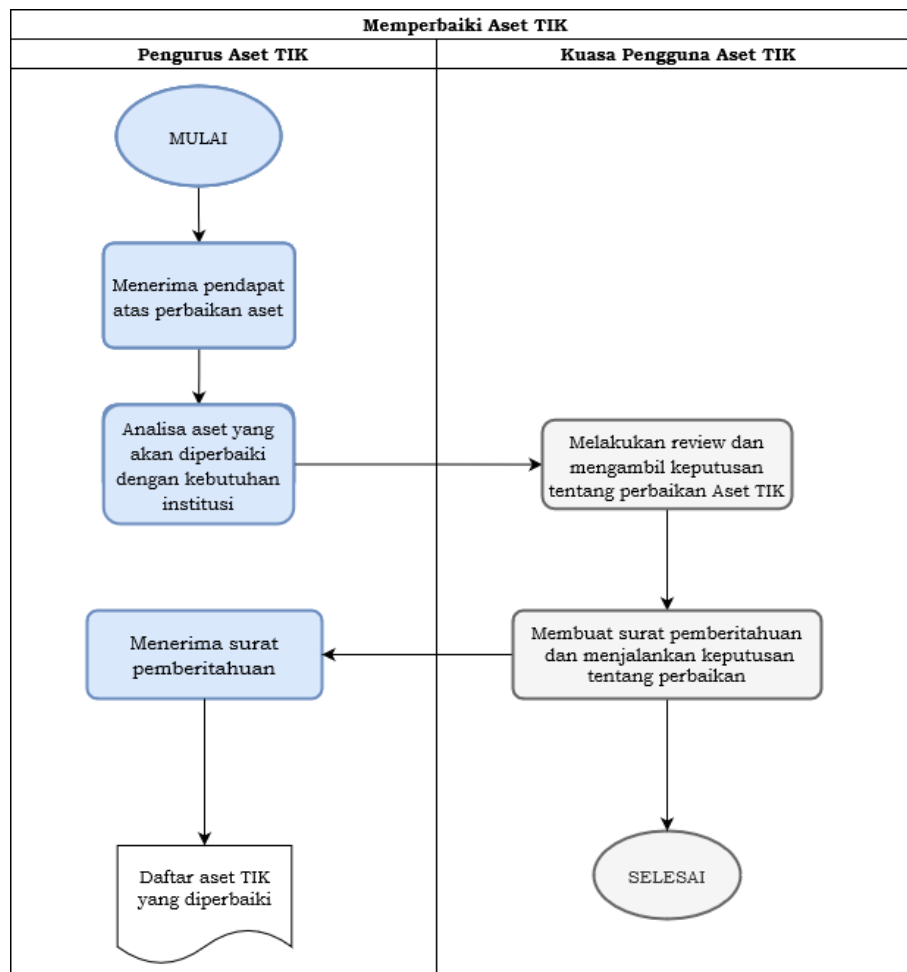 Memperbaiki Aset TIK
Pengurus Aset TIK
Kuasa Pengguna Aset TIK
MULAI
Menerima pendapat
atas perbaikan aset
Analisa aset yang
akan diperbaiki
dengan kebutuhan
institusi
Melakukan review dan
mengambil keputusan
tentang perbaikan Aset TIK
Membuat surat pemberitahuan
dan menjalankan keputusan
tentang perbaikan
Menerima surat
pemberitahuan
Daftar aset TIK
yang diperbaiki
SELESAI